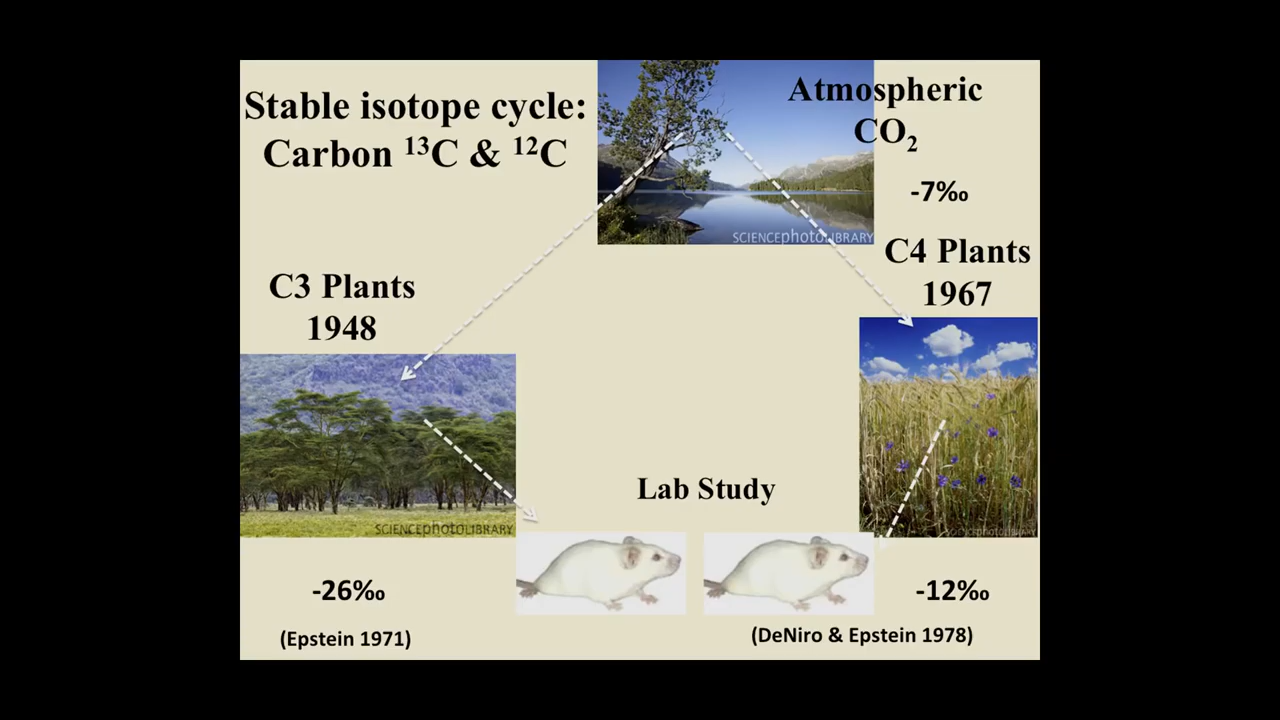 Stable isotope cycle:
Carbon ¹³C & ¹²C
Atmospheric
CO₂
-7‰
SCIENCEphotoLIBRARY
C4 Plants
1967
C3 Plants
1948
SCIENCEphotoLIBRARY
SCIENCEphotoLIBRARY
Lab Study
-26‰
-12‰
(Epstein 1971)
(DeNiro & Epstein 1978)